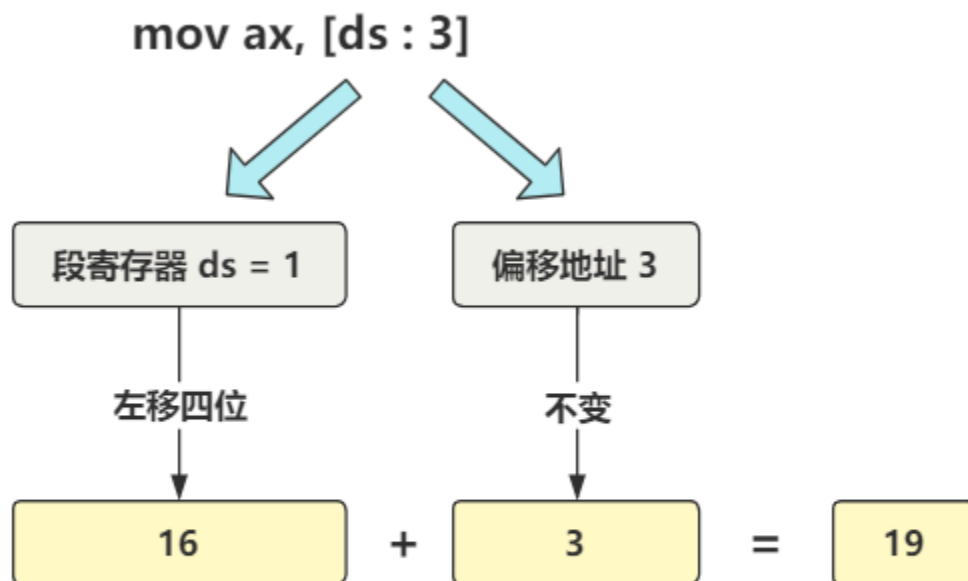 mov ax, [ds : 3]
段寄存器 ds = 1
偏移地址 3
左移四位
不变
16 + 3 = 19